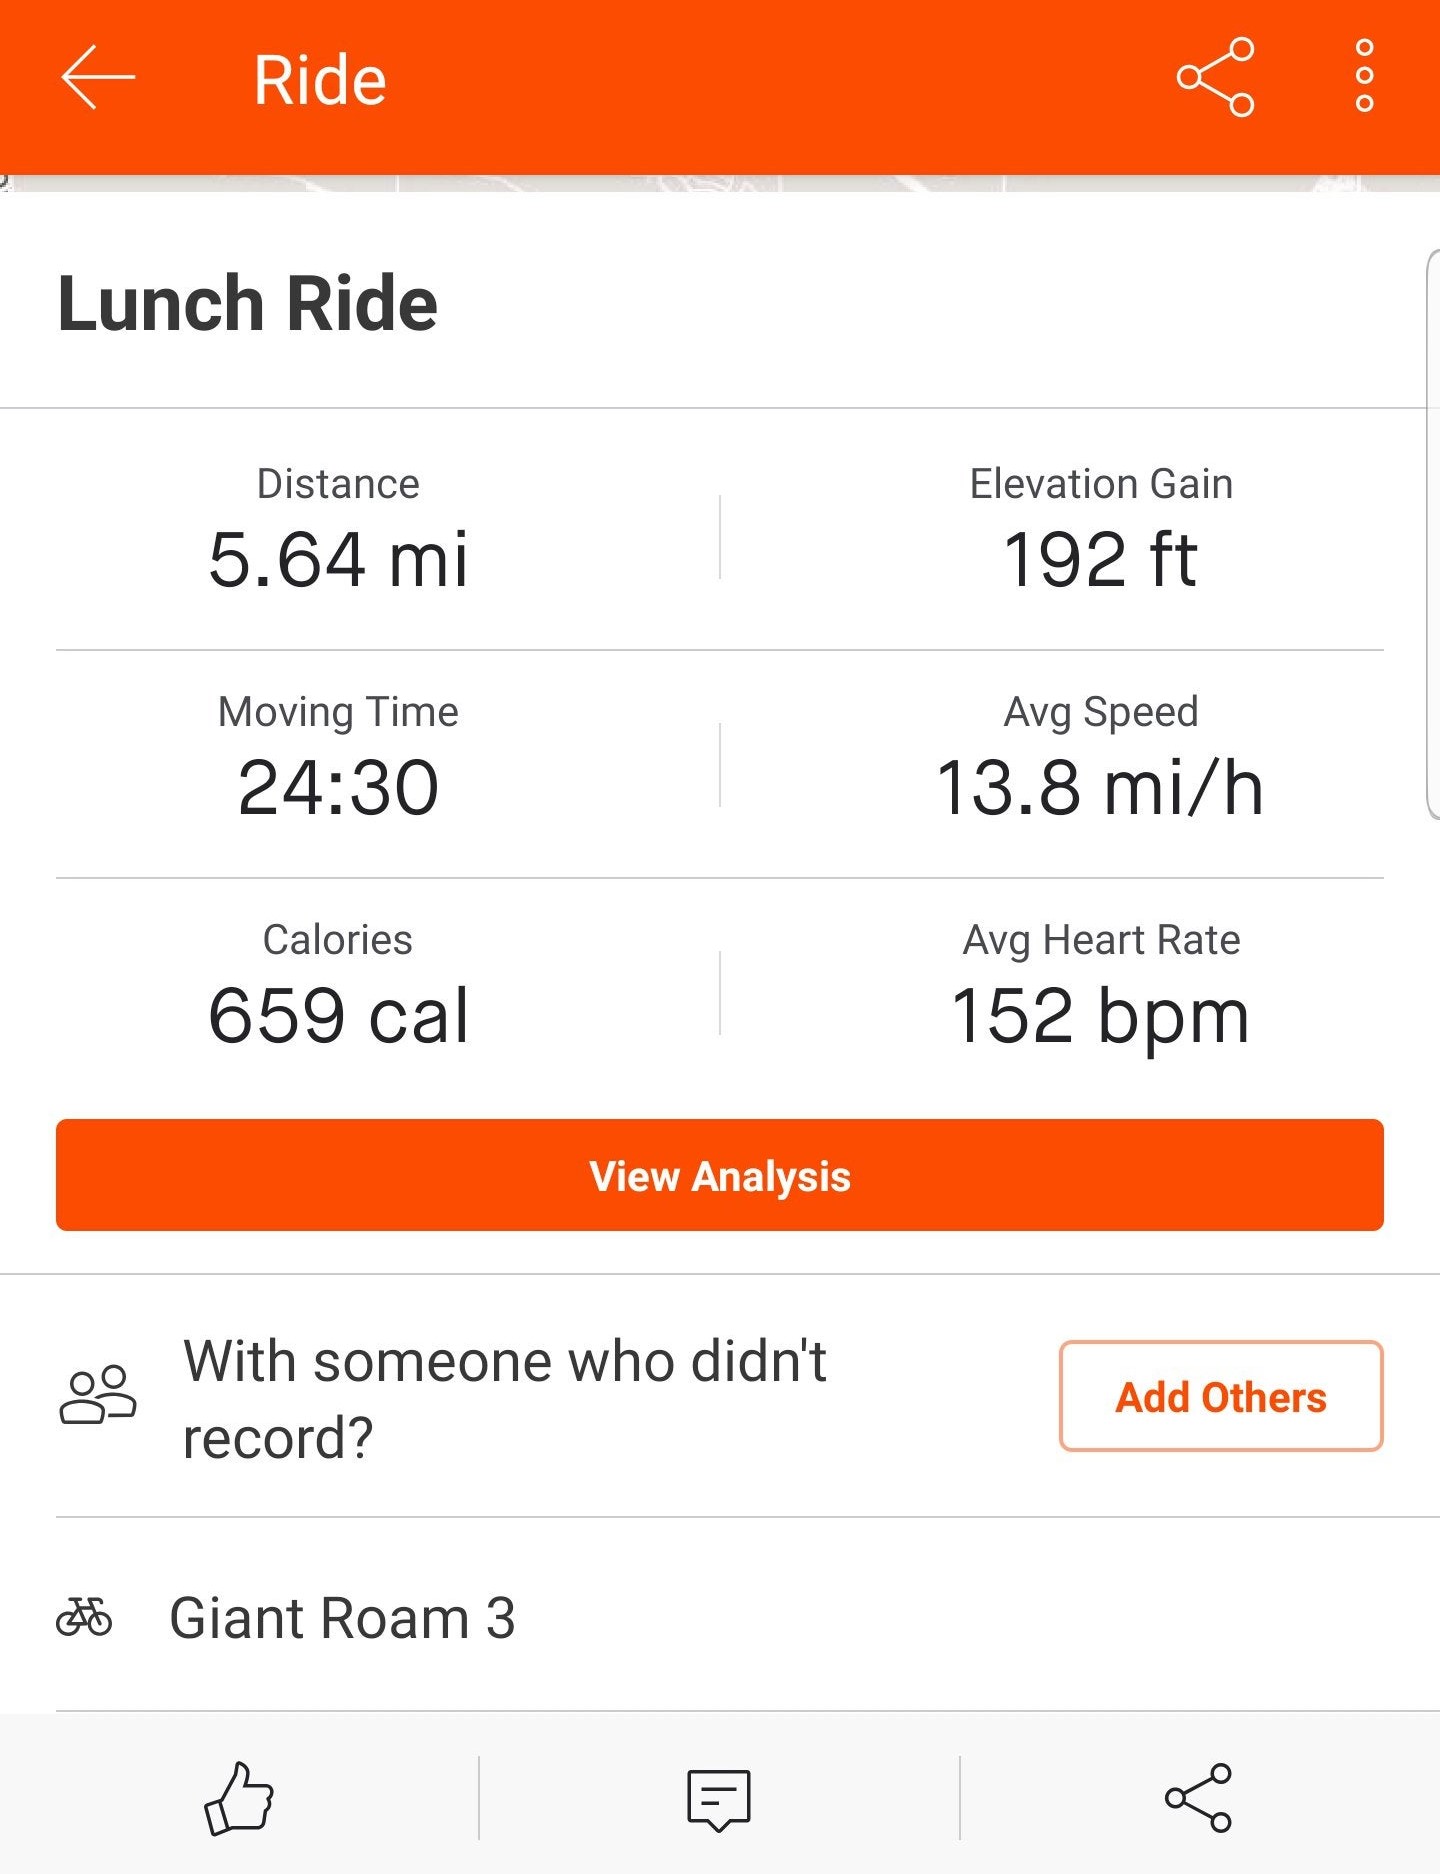 Ride
Lunch Ride
Distance
5.64 mi
Elevation Gain
192 ft
Moving Time
24:30
Avg Speed
13.8 mi/h
Calories
659 cal
Avg Heart Rate
152 bpm
View Analysis
With someone who didn't
record?
Add Others
Giant Roam 3